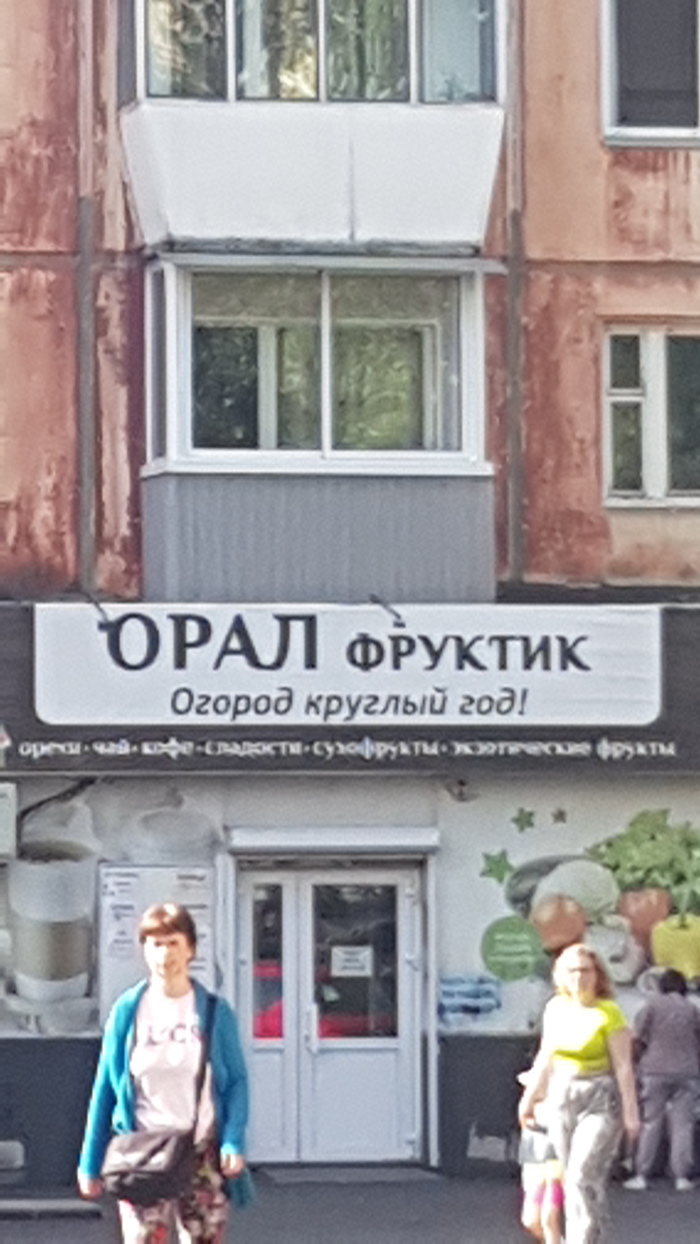 ОРАЛ ФРУКТИК
Огород круглый год!
орехи·чай·кофе·сладости·сухофрукты·экзотические фрукты